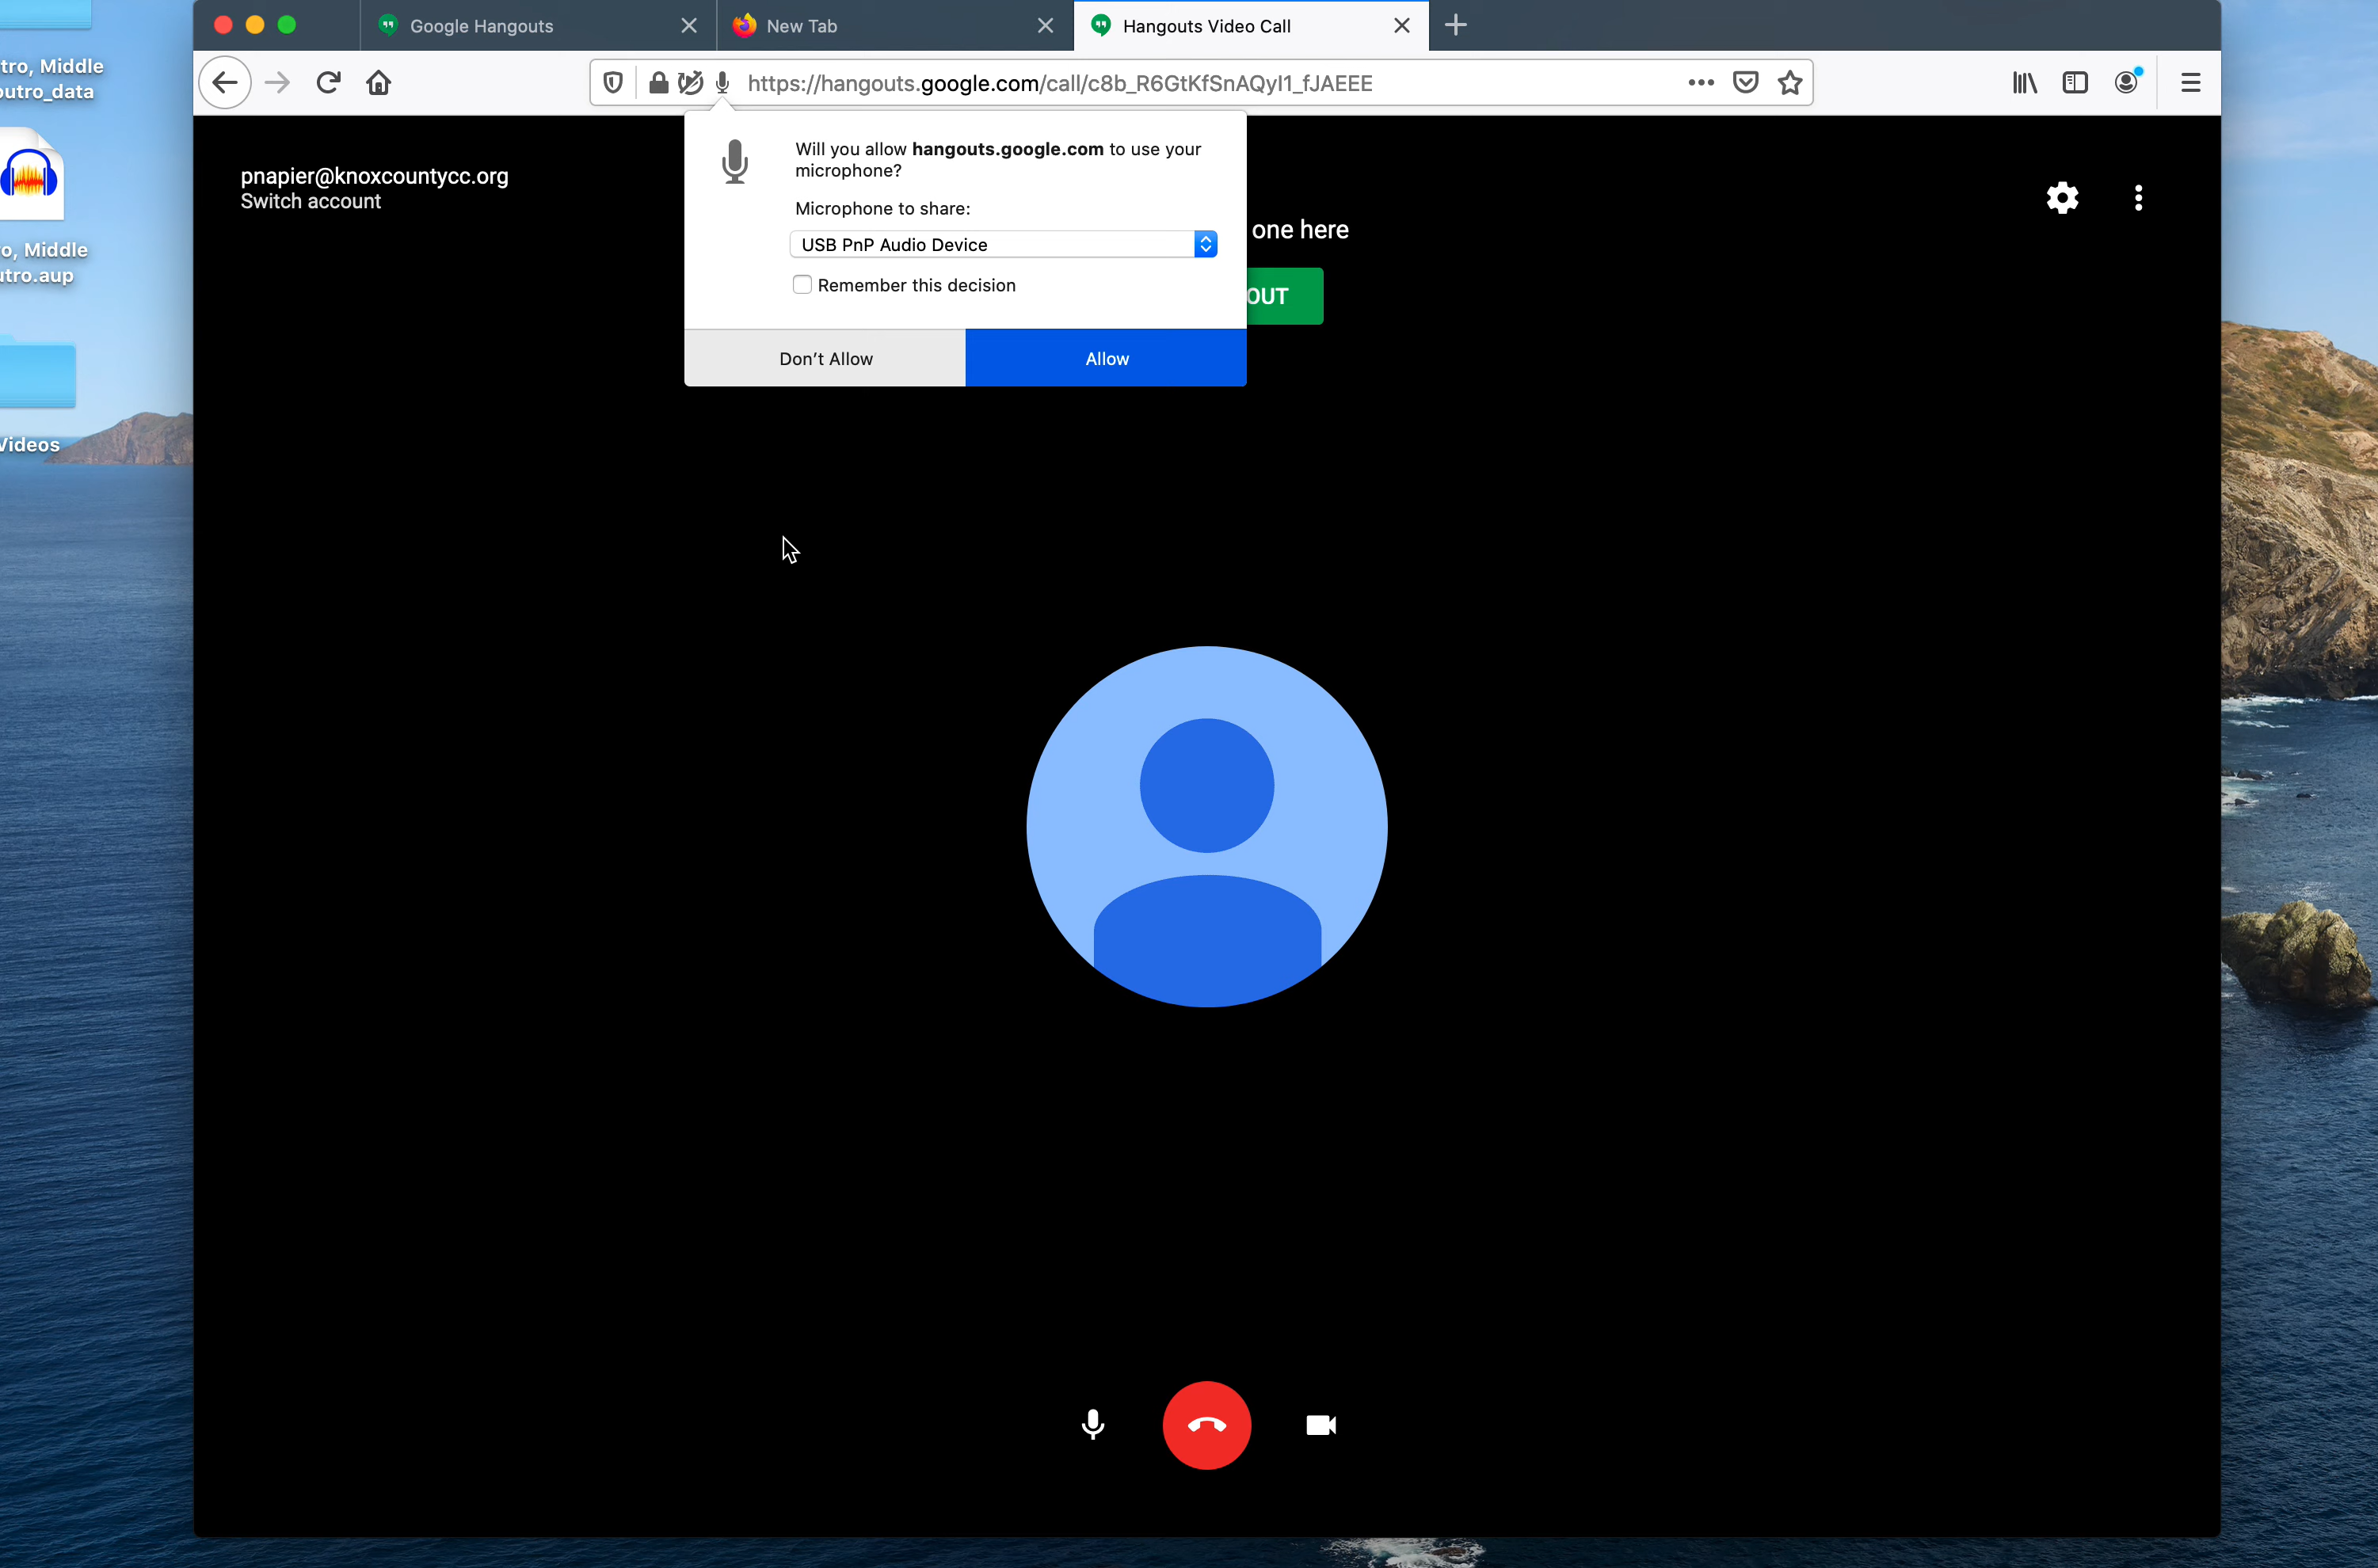 tro, Middle
outro_data
o, Middle
utro.aup
Videos
Google Hangouts
New Tab
Hangouts Video Call
https://hangouts.google.com/call/c8b_R6GtKfSnAQyI1_fJAEEE
pnapier@knoxcountycc.org
Switch account
Will you allow hangouts.google.com to use your
microphone?
Microphone to share:
USB PnP Audio Device
Remember this decision
Don’t Allow
Allow
one here
OUT